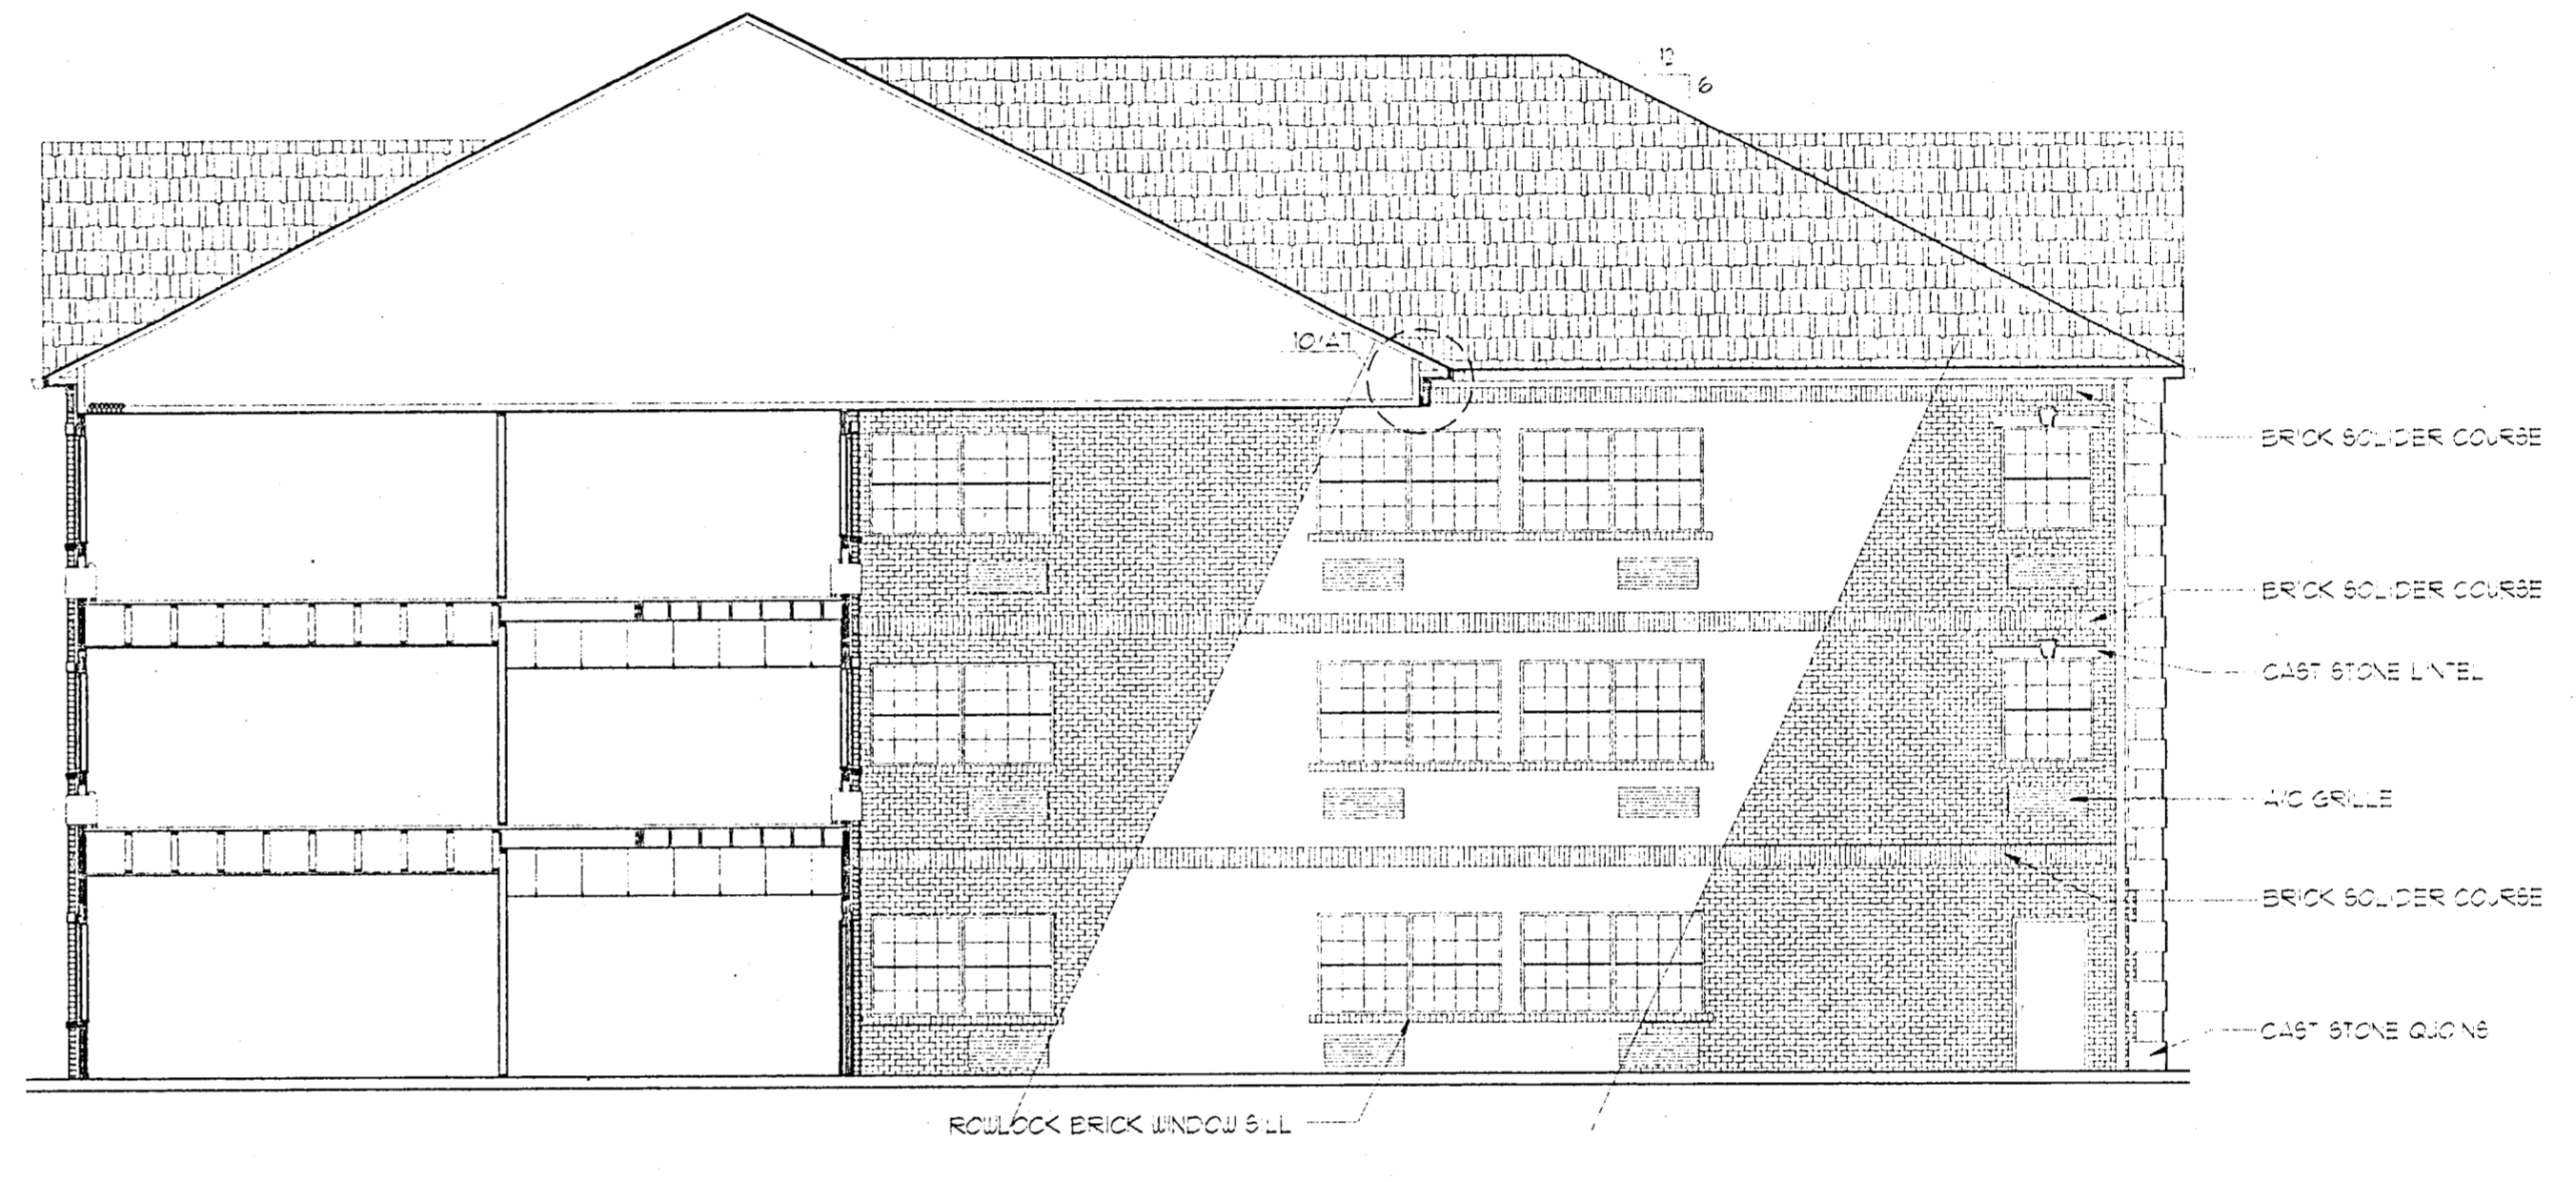 12
6
10/A7
BRICK SOLIDER COURSE
BRICK SOLIDER COURSE
CAST STONE LINTEL
A/C GRILLE
BRICK SOLIDER COURSE
CAST STONE QUOINS
ROWLOCK BRICK WINDOW SILL